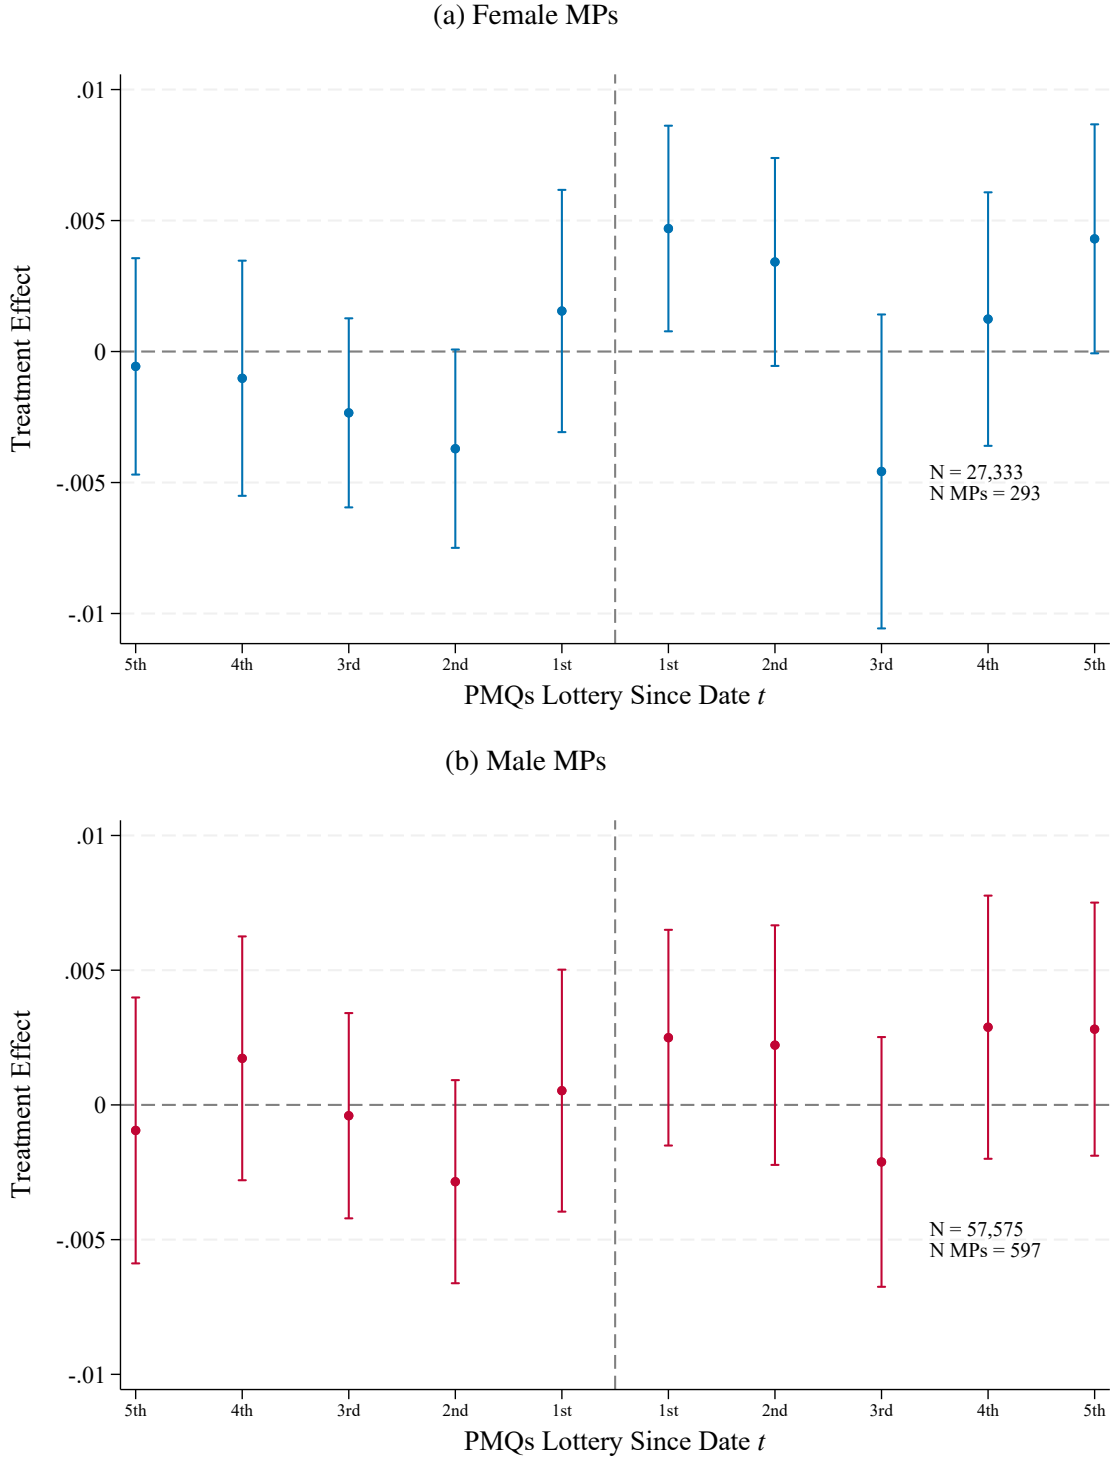 (a) Female MPs
.01
.005
0
-.005
-.01
Treatment Effect
N = 27,333
N MPs = 293
5th 4th 3rd 2nd 1st 1st 2nd 3rd 4th 5th
PMQs Lottery Since Date t
(b) Male MPs
.01
.005
0
-.005
-.01
Treatment Effect
N = 57,575
N MPs = 597
5th 4th 3rd 2nd 1st 1st 2nd 3rd 4th 5th
PMQs Lottery Since Date t